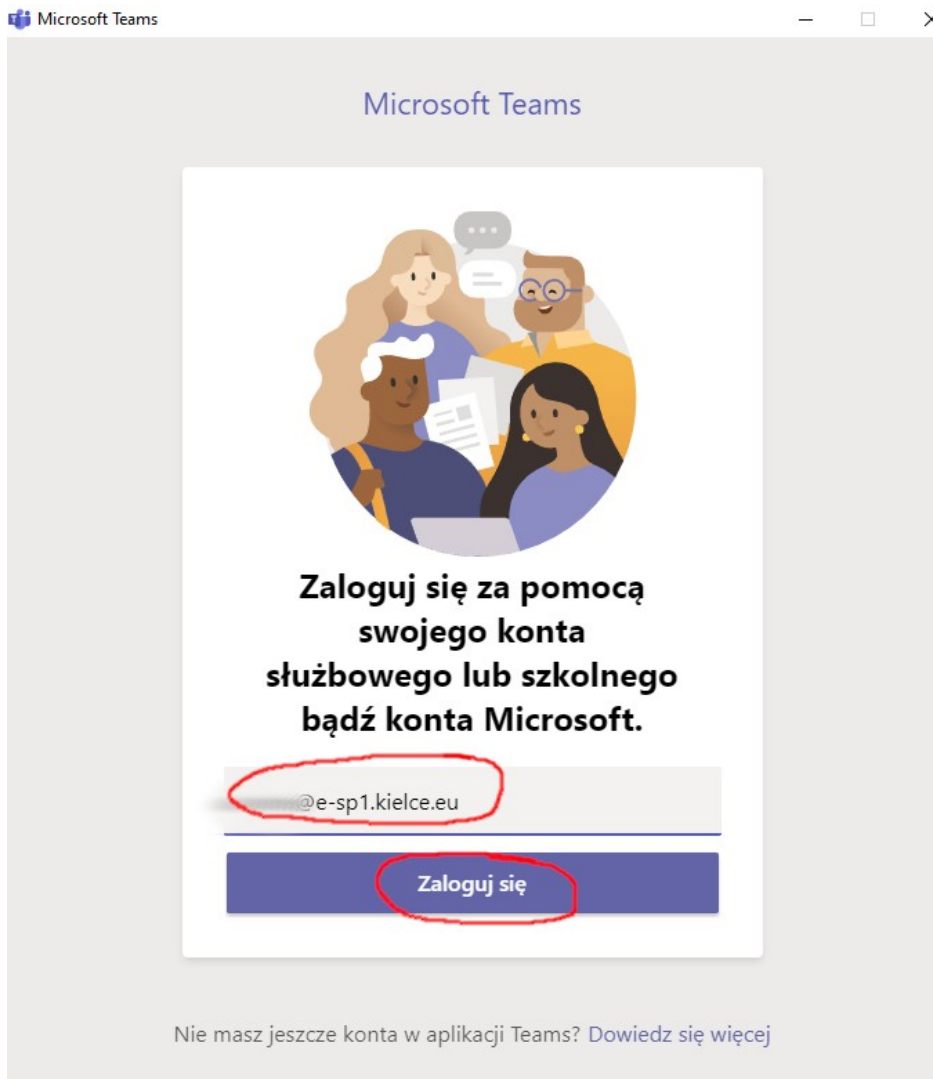 Microsoft Teams
Microsoft Teams
Zaloguj się za pomocą
swojego konta
służbowego lub szkolnego
bądź konta Microsoft.
@e-sp1.kielce.eu
Zaloguj się
Nie masz jeszcze konta w aplikacji Teams? Dowiedz się więcej